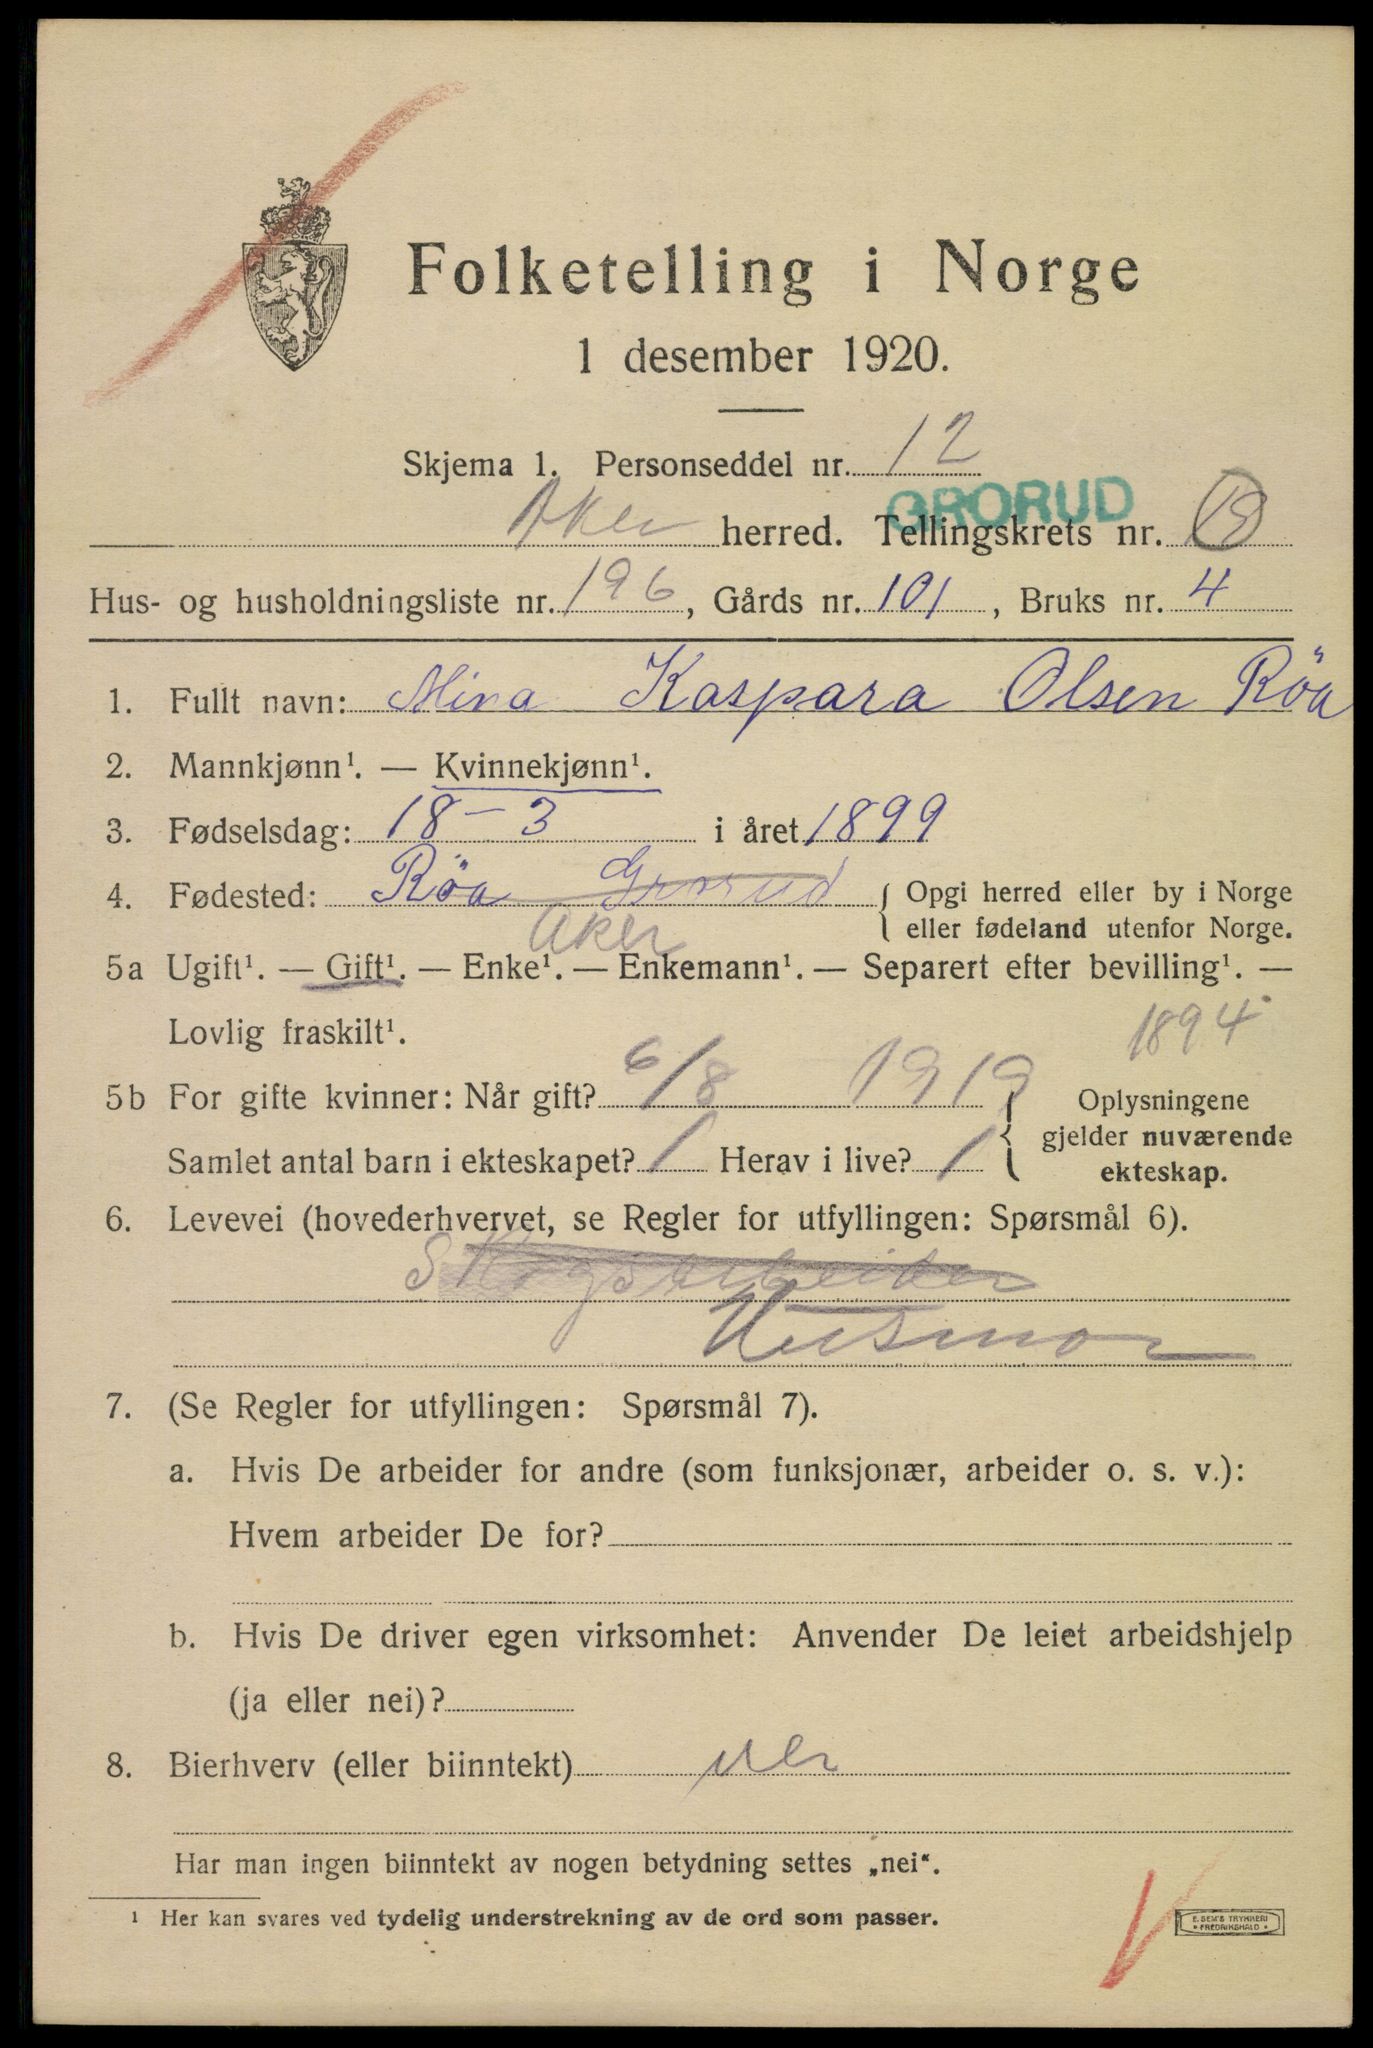 Folketelling i Norge
1 desember 1920.
Skjema 1. Personseddel nr. 12
GRORUD
Aker herred. Tellingskrets nr.
Hus- og husholdningsliste nr. 196, Gårds nr. 101, Bruks nr. 4
1. Fullt navn: Mina Kaspara Olsen Röa
2. Mannkjønn¹. — Kvinnekjønn¹.
3. Fødselsdag: 18-3 i året 1899
4. Fødested: Röa Grorud { Opgi herred eller by i Norge
eller fødeland utenfor Norge.
Aker
5a Ugift¹. — Gift¹. — Enke¹. — Enkemann¹. — Separert efter bevilling¹. —
Lovlig fraskilt¹.
1894
5b For gifte kvinner: Når gift? 6/8 1919 Oplysningene
gjelder nuværende
Samlet antal barn i ekteskapet? 1 Herav i live? 1
ekteskap.
6. Levevei (hovederhvervet, se Regler for utfyllingen: Spørsmål 6).
Skogsarbeider
Husmor
7. (Se Regler for utfyllingen: Spørsmål 7).
a. Hvis De arbeider for andre (som funksjonær, arbeider o. s. v.):
Hvem arbeider De for?
b. Hvis De driver egen virksomhet: Anvender De leiet arbeidshjelp
(ja eller nei)?
8. Bierhverv (eller biinntekt) nei
Har man ingen biinntekt av nogen betydning settes „nei“.
¹ Her kan svares ved tydelig understrekning av de ord som passer.
E. SEM'S TRYKKERI
• FREDRIKSHALD •